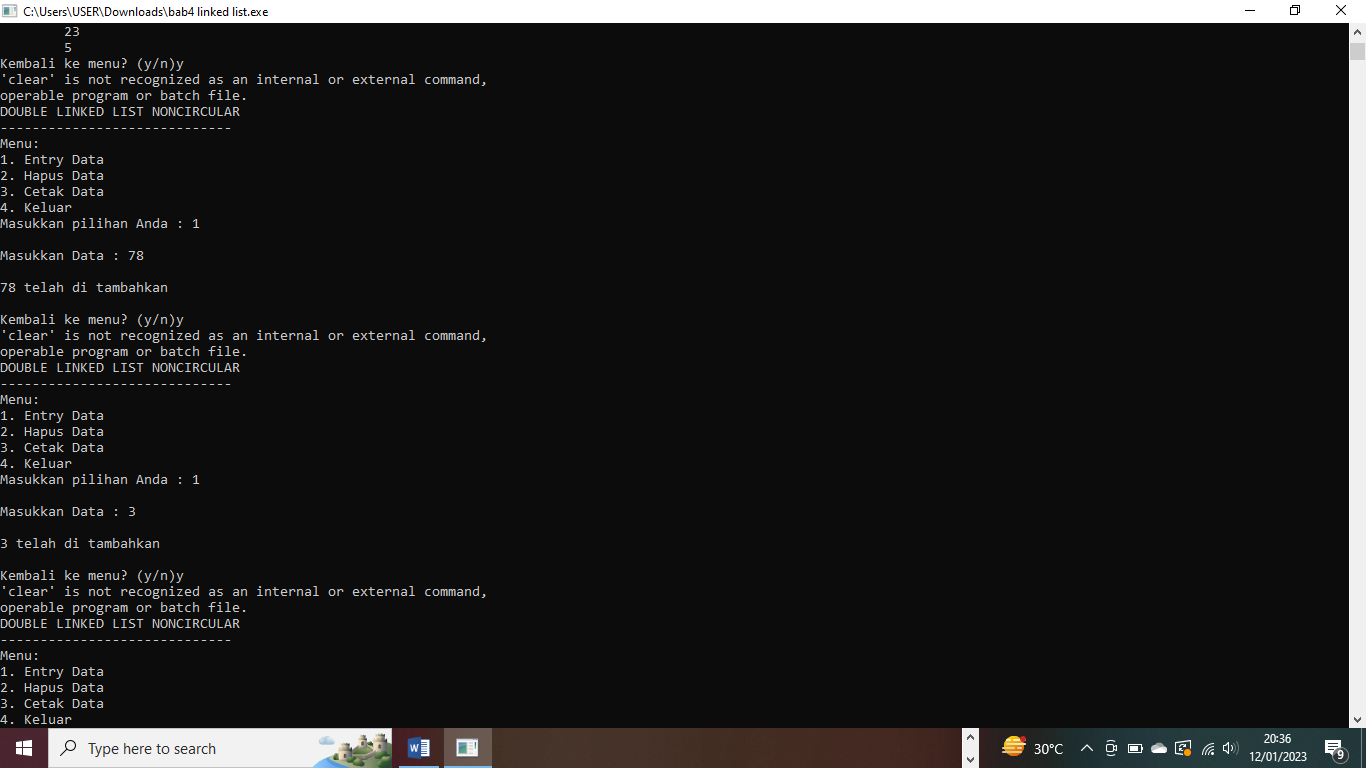 C:\Users\USER\Downloads\bab4 linked list.exe
23
5
Kembali ke menu? (y/n)y
'clear' is not recognized as an internal or external command,
operable program or batch file.
DOUBLE LINKED LIST NONCIRCULAR
-----------------------------
Menu:
1. Entry Data
2. Hapus Data
3. Cetak Data
4. Keluar
Masukkan pilihan Anda : 1
Masukkan Data : 78
78 telah di tambahkan
Kembali ke menu? (y/n)y
'clear' is not recognized as an internal or external command,
operable program or batch file.
DOUBLE LINKED LIST NONCIRCULAR
-----------------------------
Menu:
1. Entry Data
2. Hapus Data
3. Cetak Data
4. Keluar
Masukkan pilihan Anda : 1
Masukkan Data : 3
3 telah di tambahkan
Kembali ke menu? (y/n)y
'clear' is not recognized as an internal or external command,
operable program or batch file.
DOUBLE LINKED LIST NONCIRCULAR
-----------------------------
Menu:
1. Entry Data
2. Hapus Data
3. Cetak Data
4. Keluar
Type here to search
W
30°C
20:36
12/01/2023
9